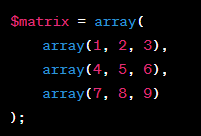 $matrix = array(
    array(1, 2, 3),
    array(4, 5, 6),
    array(7, 8, 9)
);